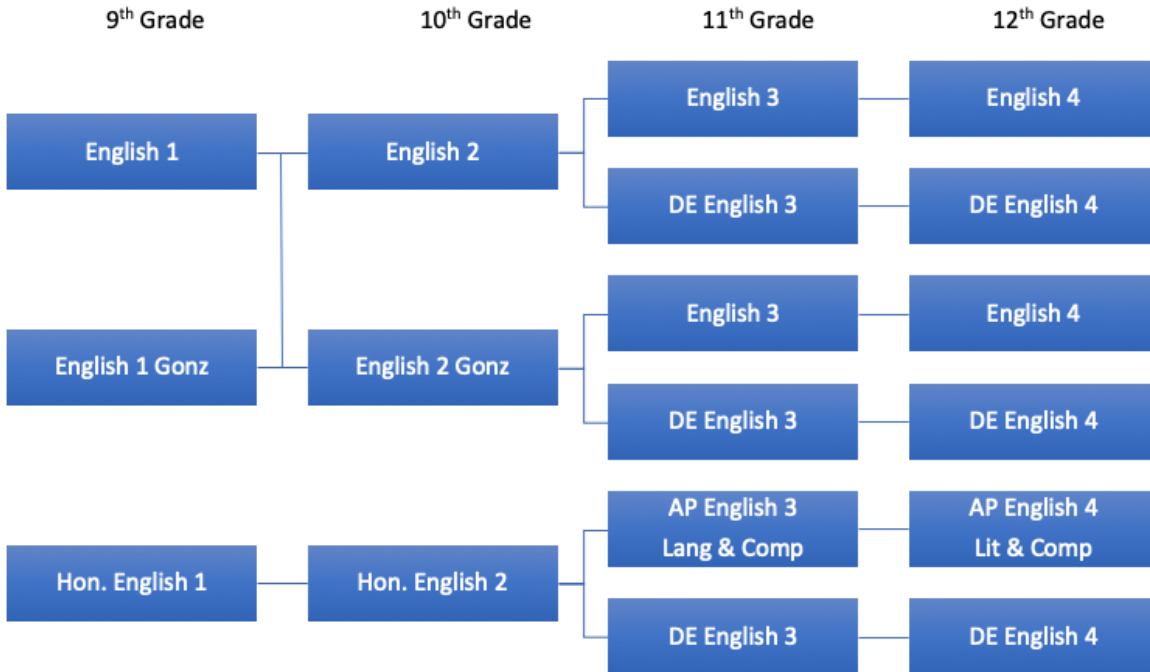 9th Grade
10th Grade
11th Grade
12th Grade
English 3
English 4
English 1
English 2
DE English 3
DE English 4
English 3
English 4
English 1 Gonz
English 2 Gonz
DE English 3
DE English 4
AP English 3
Lang & Comp
AP English 4
Lit & Comp
Hon. English 1
Hon. English 2
DE English 3
DE English 4